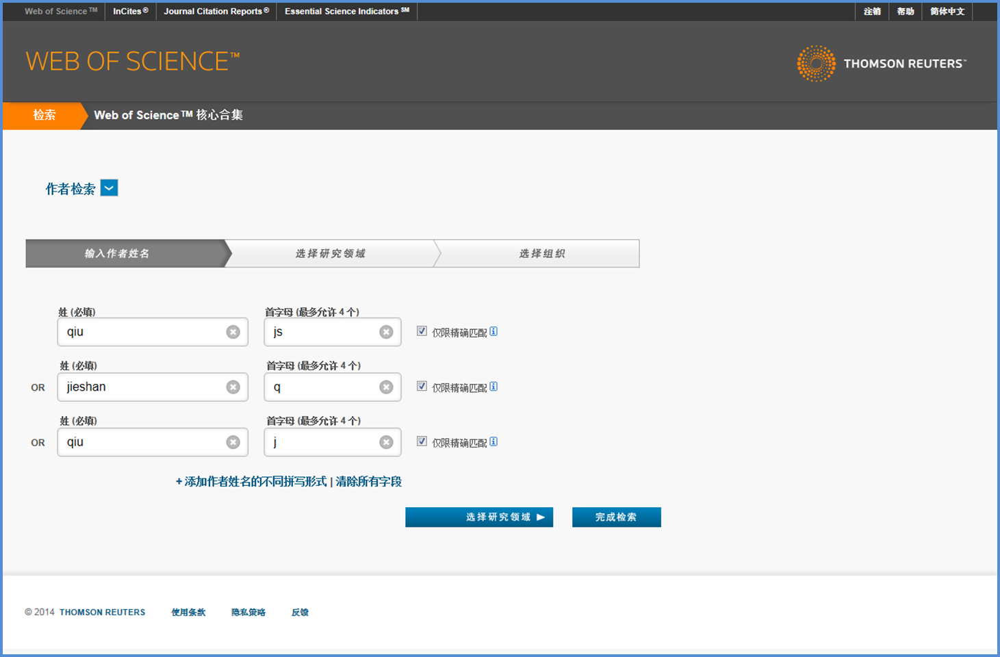 Web of Science™ InCites® Journal Citation Reports® Essential Science Indicators ℠ 注销 帮助 简体中文
WEB OF SCIENCE™ THOMSON REUTERS™
检索 Web of Science™ 核心合集
作者检索
输入作者姓名 选择研究领域 选择组织
姓 (必填) 首字母 (最多允许 4 个)
qiu js 仅限精确匹配
姓 (必填) 首字母 (最多允许 4 个)
OR jieshan q 仅限精确匹配
姓 (必填) 首字母 (最多允许 4 个)
OR qiu j 仅限精确匹配
+ 添加作者姓名的不同拼写形式 | 清除所有字段
选择研究领域 ▶ 完成检索
© 2014 THOMSON REUTERS 使用条款 隐私策略 反馈